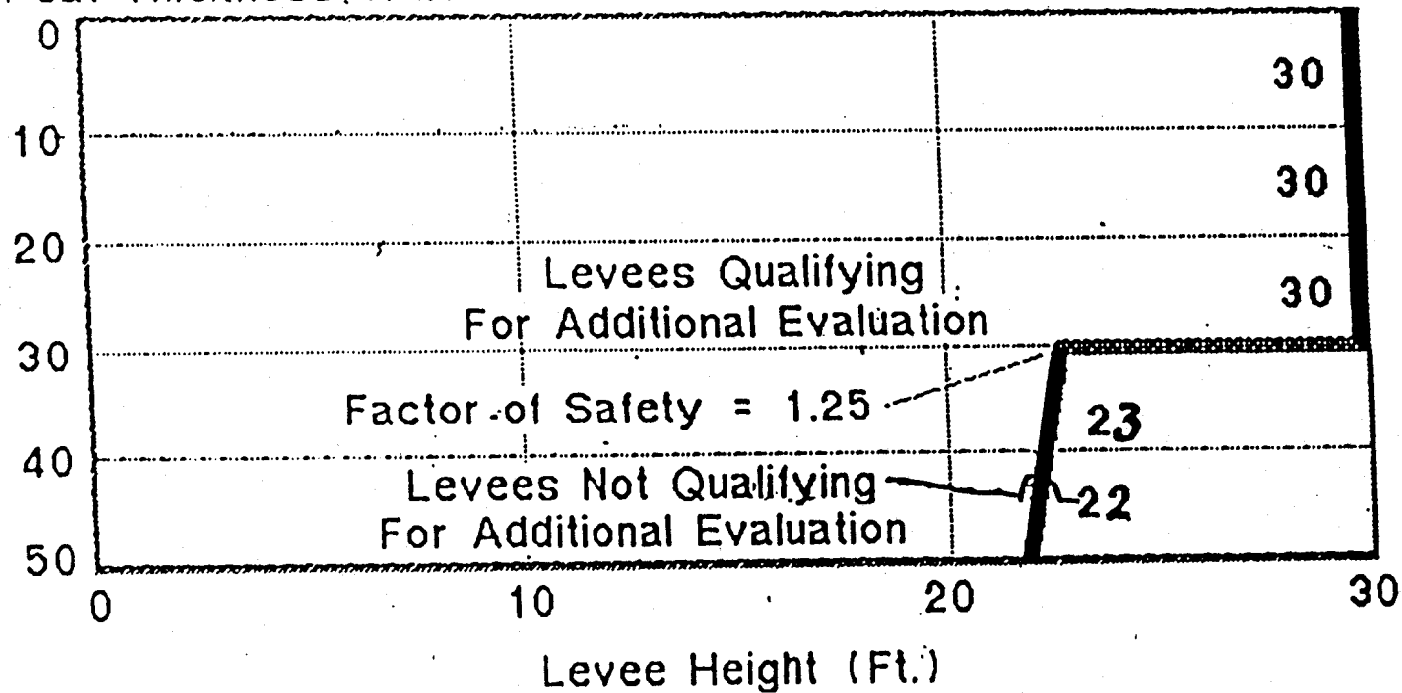 0
30
10
30
20
Levees Qualifying
30
For Additional Evaluation
30
Factor of Safety = 1.25
23
40
Levees Not Qualifying
22
For Additional Evaluation
50
0 10 20 30
Levee Height (Ft.)